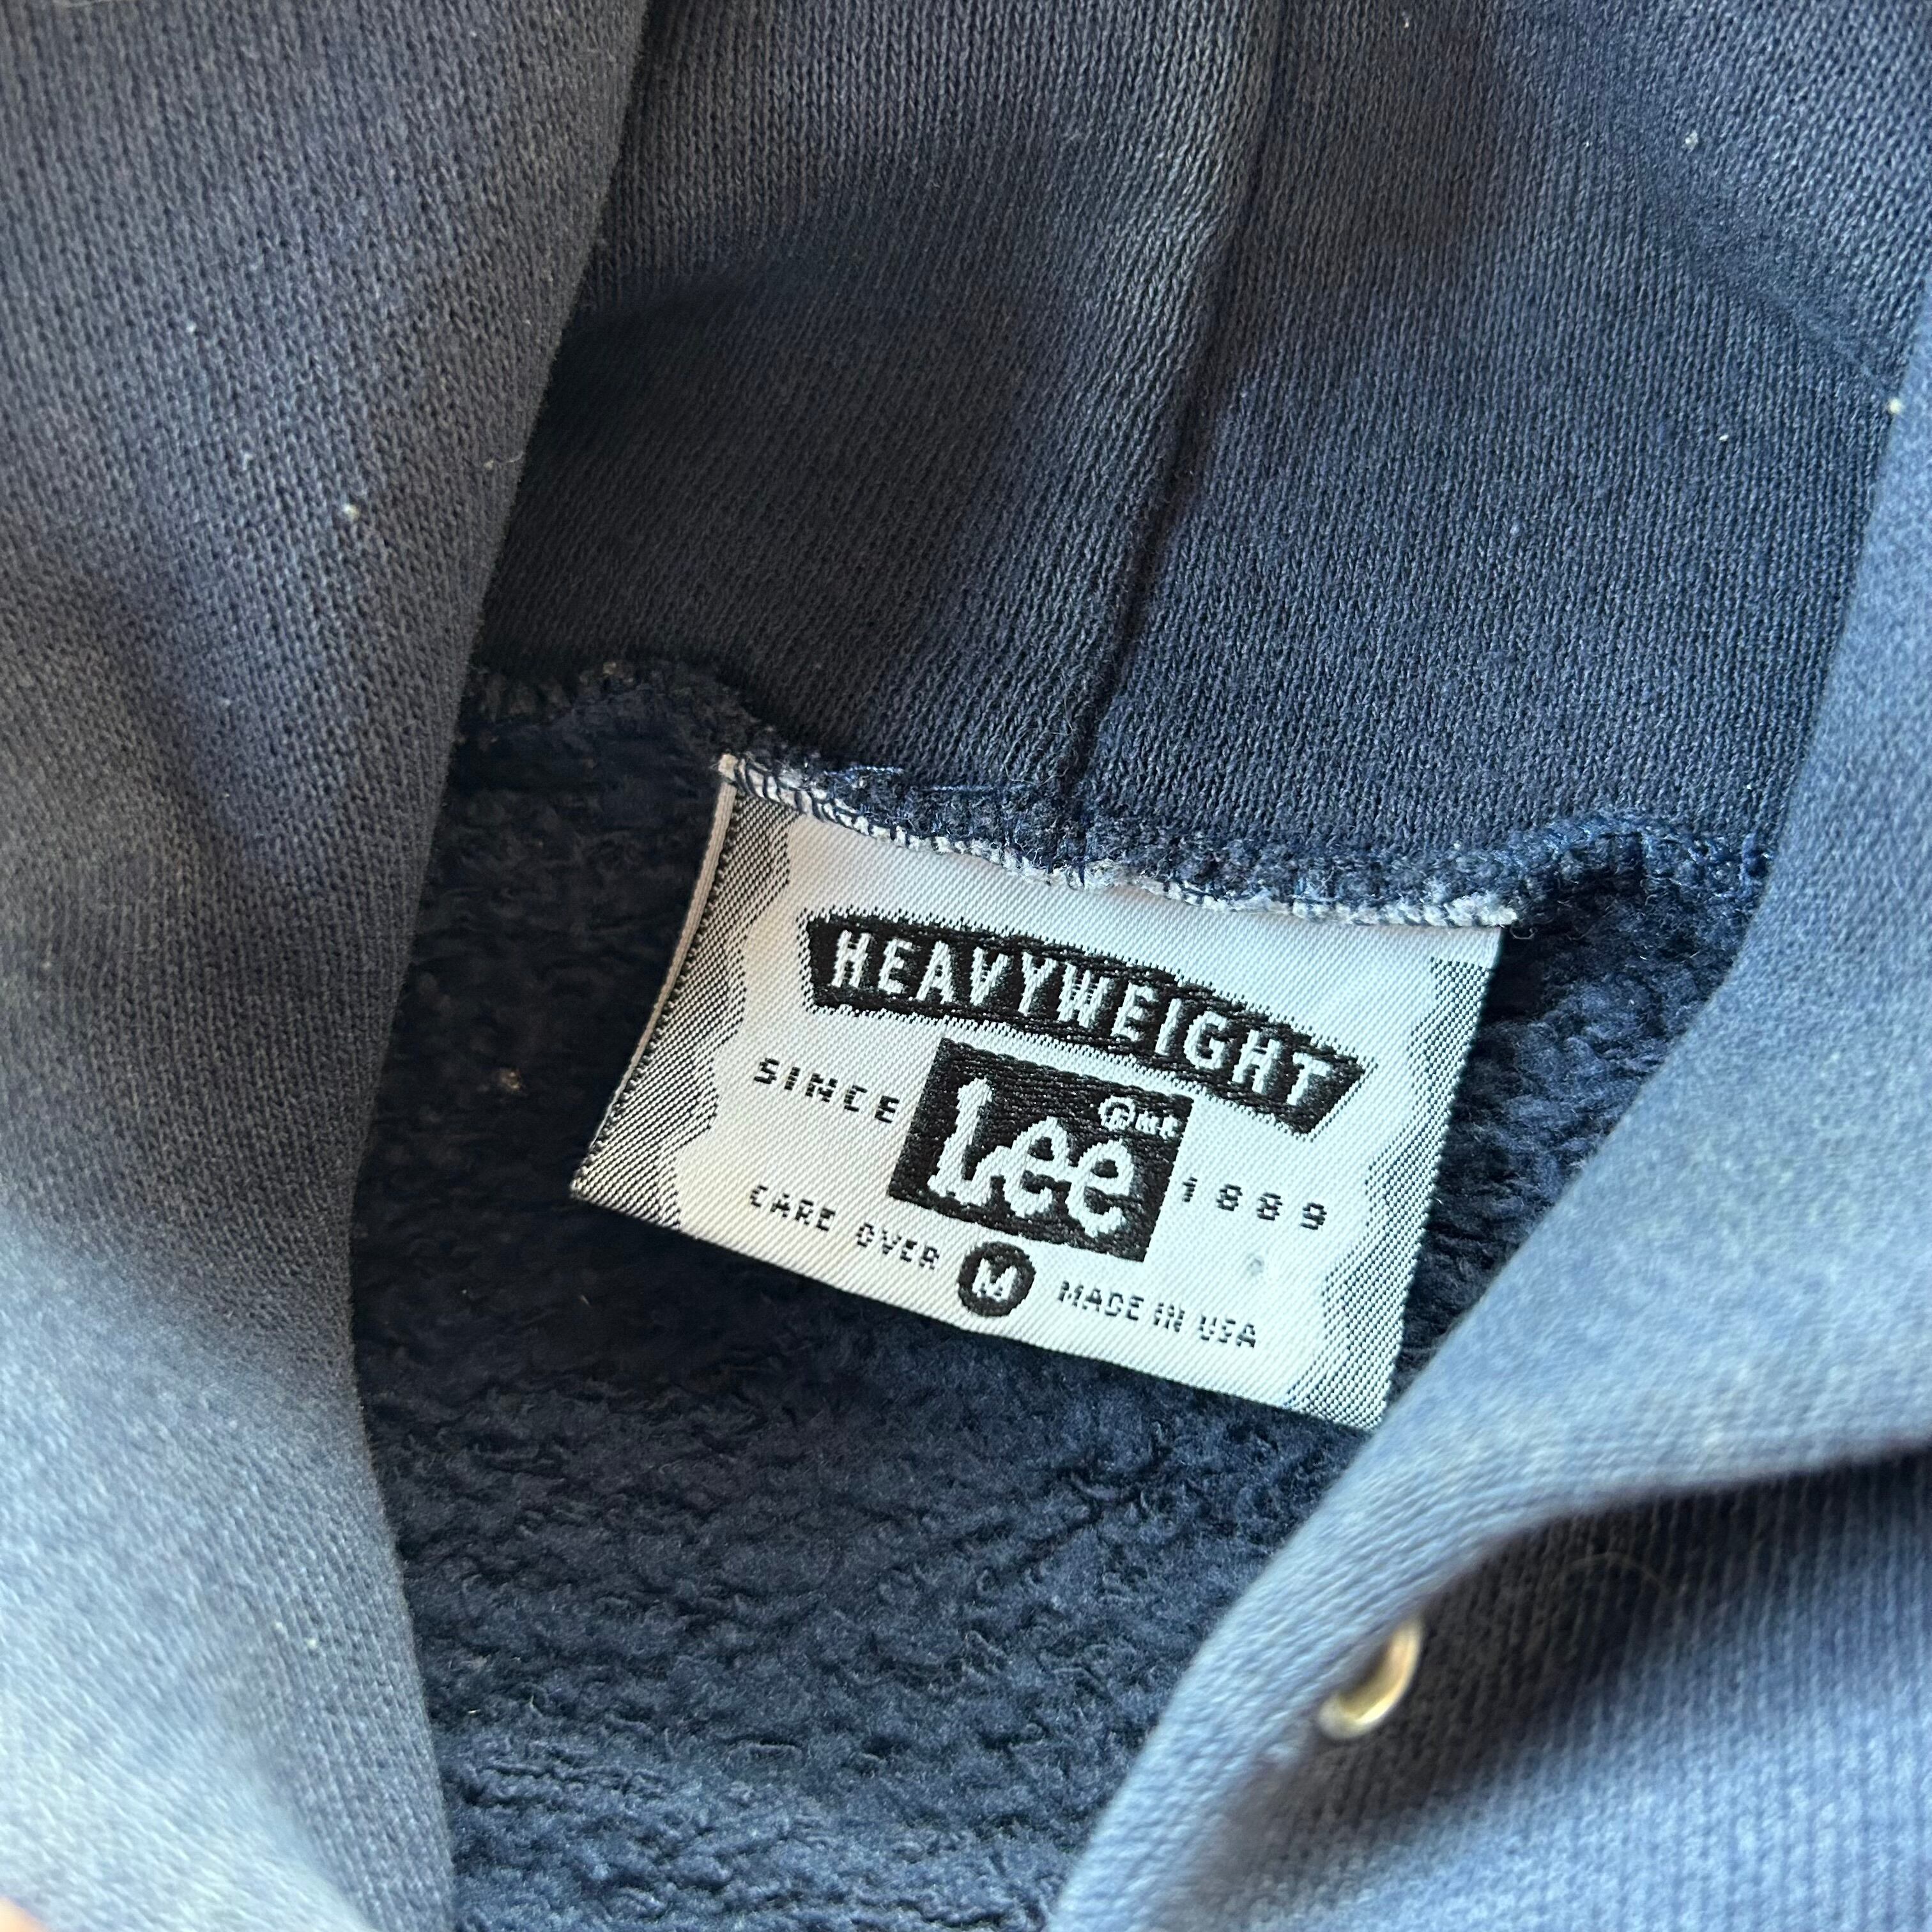 HEAVYWEIGHT
SINCE Lee ® M.R. 1889
CARE OVER M MADE IN USA